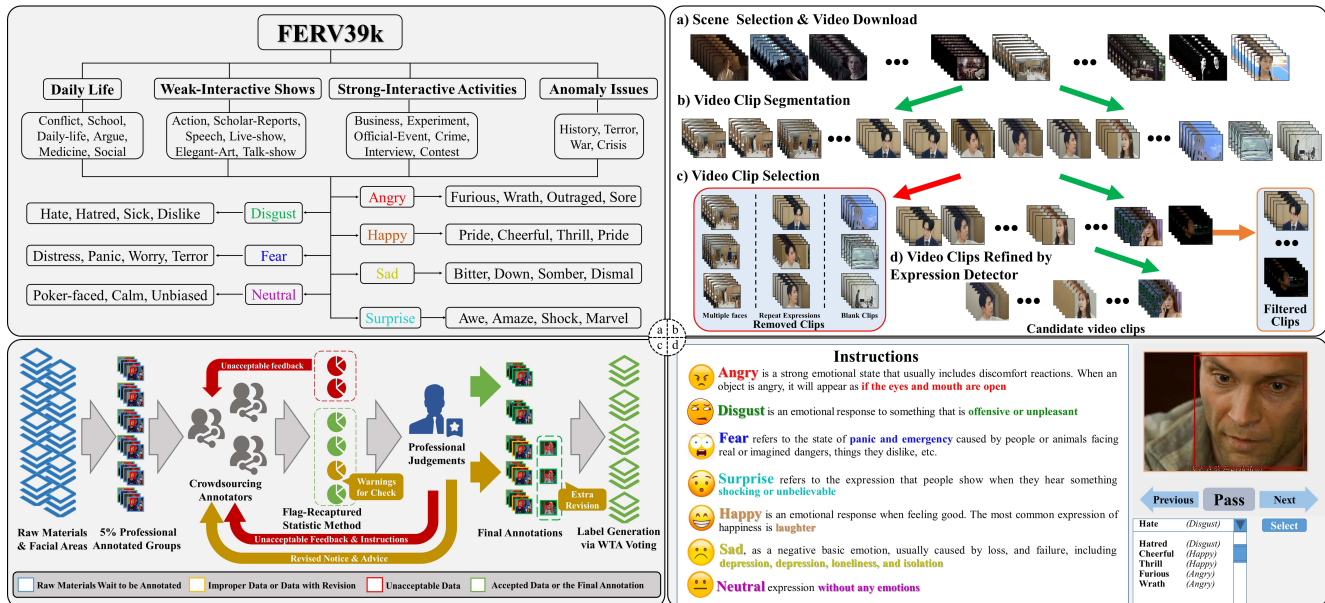 FERV39k
Daily Life
Weak-Interactive Shows
Strong-Interactive Activities
Anomaly Issues
Conflict, School,
Daily-life, Argue,
Medicine, Social
Action, Scholar-Reports,
Speech, Live-show,
Elegant-Art, Talk-show
Business, Experiment,
Official-Event, Crime,
Interview, Contest
History, Terror,
War, Crisis
Angry
Furious, Wrath, Outraged, Sore
Hate, Hatred, Sick, Dislike
Disgust
Happy
Pride, Cheerful, Thrill, Pride
Distress, Panic, Worry, Terror
Fear
Sad
Bitter, Down, Somber, Dismal
Poker-faced, Calm, Unbiased
Neutral
Surprise
Awe, Amaze, Shock, Marvel
a) Scene Selection & Video Download
b) Video Clip Segmentation
c) Video Clip Selection
Multiple faces
Repeat Expressions
Blank Clips
Removed Clips
d) Video Clips Refined by
Expression Detector
Candidate video clips
Filtered
Clips
a
b
c
d
Unacceptable feedback
Crowdsourcing
Annotators
Warnings
for Check
Flag-Recaptured
Statistic Method
Professional
Judgements
Extra
Revision
Raw Materials
& Facial Areas
5% Professional
Annotated Groups
Unacceptable Feedback & Instructions
Revised Notice & Advice
Final Annotations
Label Generation
via WTA Voting
Raw Materials Wait to be Annotated
Improper Data or Data with Revision
Unacceptable Data
Accepted Data or the Final Annotation
Instructions
Angry is a strong emotional state that usually includes discomfort reactions. When an
object is angry, it will appear as if the eyes and mouth are open
Disgust is an emotional response to something that is offensive or unpleasant
Fear refers to the state of panic and emergency caused by people or animals facing
real or imagined dangers, things they dislike, etc.
Surprise refers to the expression that people show when they hear something
shocking or unbelievable
Happy is an emotional response when feeling good. The most common expression of
happiness is laughter
Sad, as a negative basic emotion, usually caused by loss, and failure, including
depression, depression, loneliness, and isolation
Neutral expression without any emotions
Previous
Pass
Next
Hate (Disgust)
Select
Hatred (Disgust)
Cheerful (Happy)
Thrill (Happy)
Furious (Angry)
Wrath (Angry)